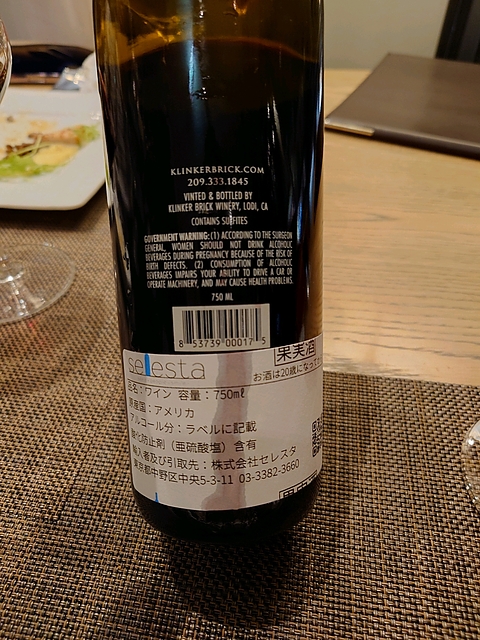 KLINKERBRICK.COM
209.333.1845
VINTED & BOTTLED BY
KLINKER BRICK WINERY, LODI, CA
CONTAINS SULFITES
GOVERNMENT WARNING: (1) ACCORDING TO THE SURGEON
GENERAL, WOMEN SHOULD NOT DRINK ALCOHOLIC
BEVERAGES DURING PREGNANCY BECAUSE OF THE RISK OF
BIRTH DEFECTS. (2) CONSUMPTION OF ALCOHOLIC
BEVERAGES IMPAIRS YOUR ABILITY TO DRIVE A CAR OR
OPERATE MACHINERY, AND MAY CAUSE HEALTH PROBLEMS.
750 ML
8 53739 00017 5
selesta
果実酒
お酒は20歳になって
品名:ワイン 容量:750㎖
原産国:アメリカ
アルコール分:ラベルに記載
酸化防止剤(亜硫酸塩)含有
輸入者及び引取先:株式会社セレスタ
東京都中野区中央5-3-11 03-3382-3660